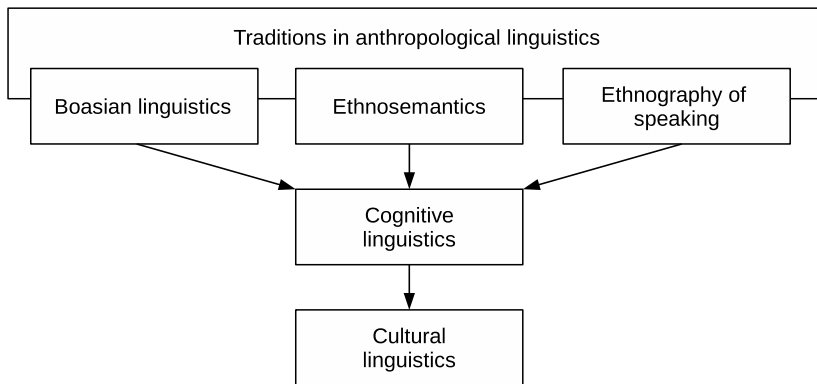 Traditions in anthropological linguistics
Boasian linguistics
Ethnosemantics
Ethnography of
speaking
Cognitive
linguistics
Cultural
linguistics